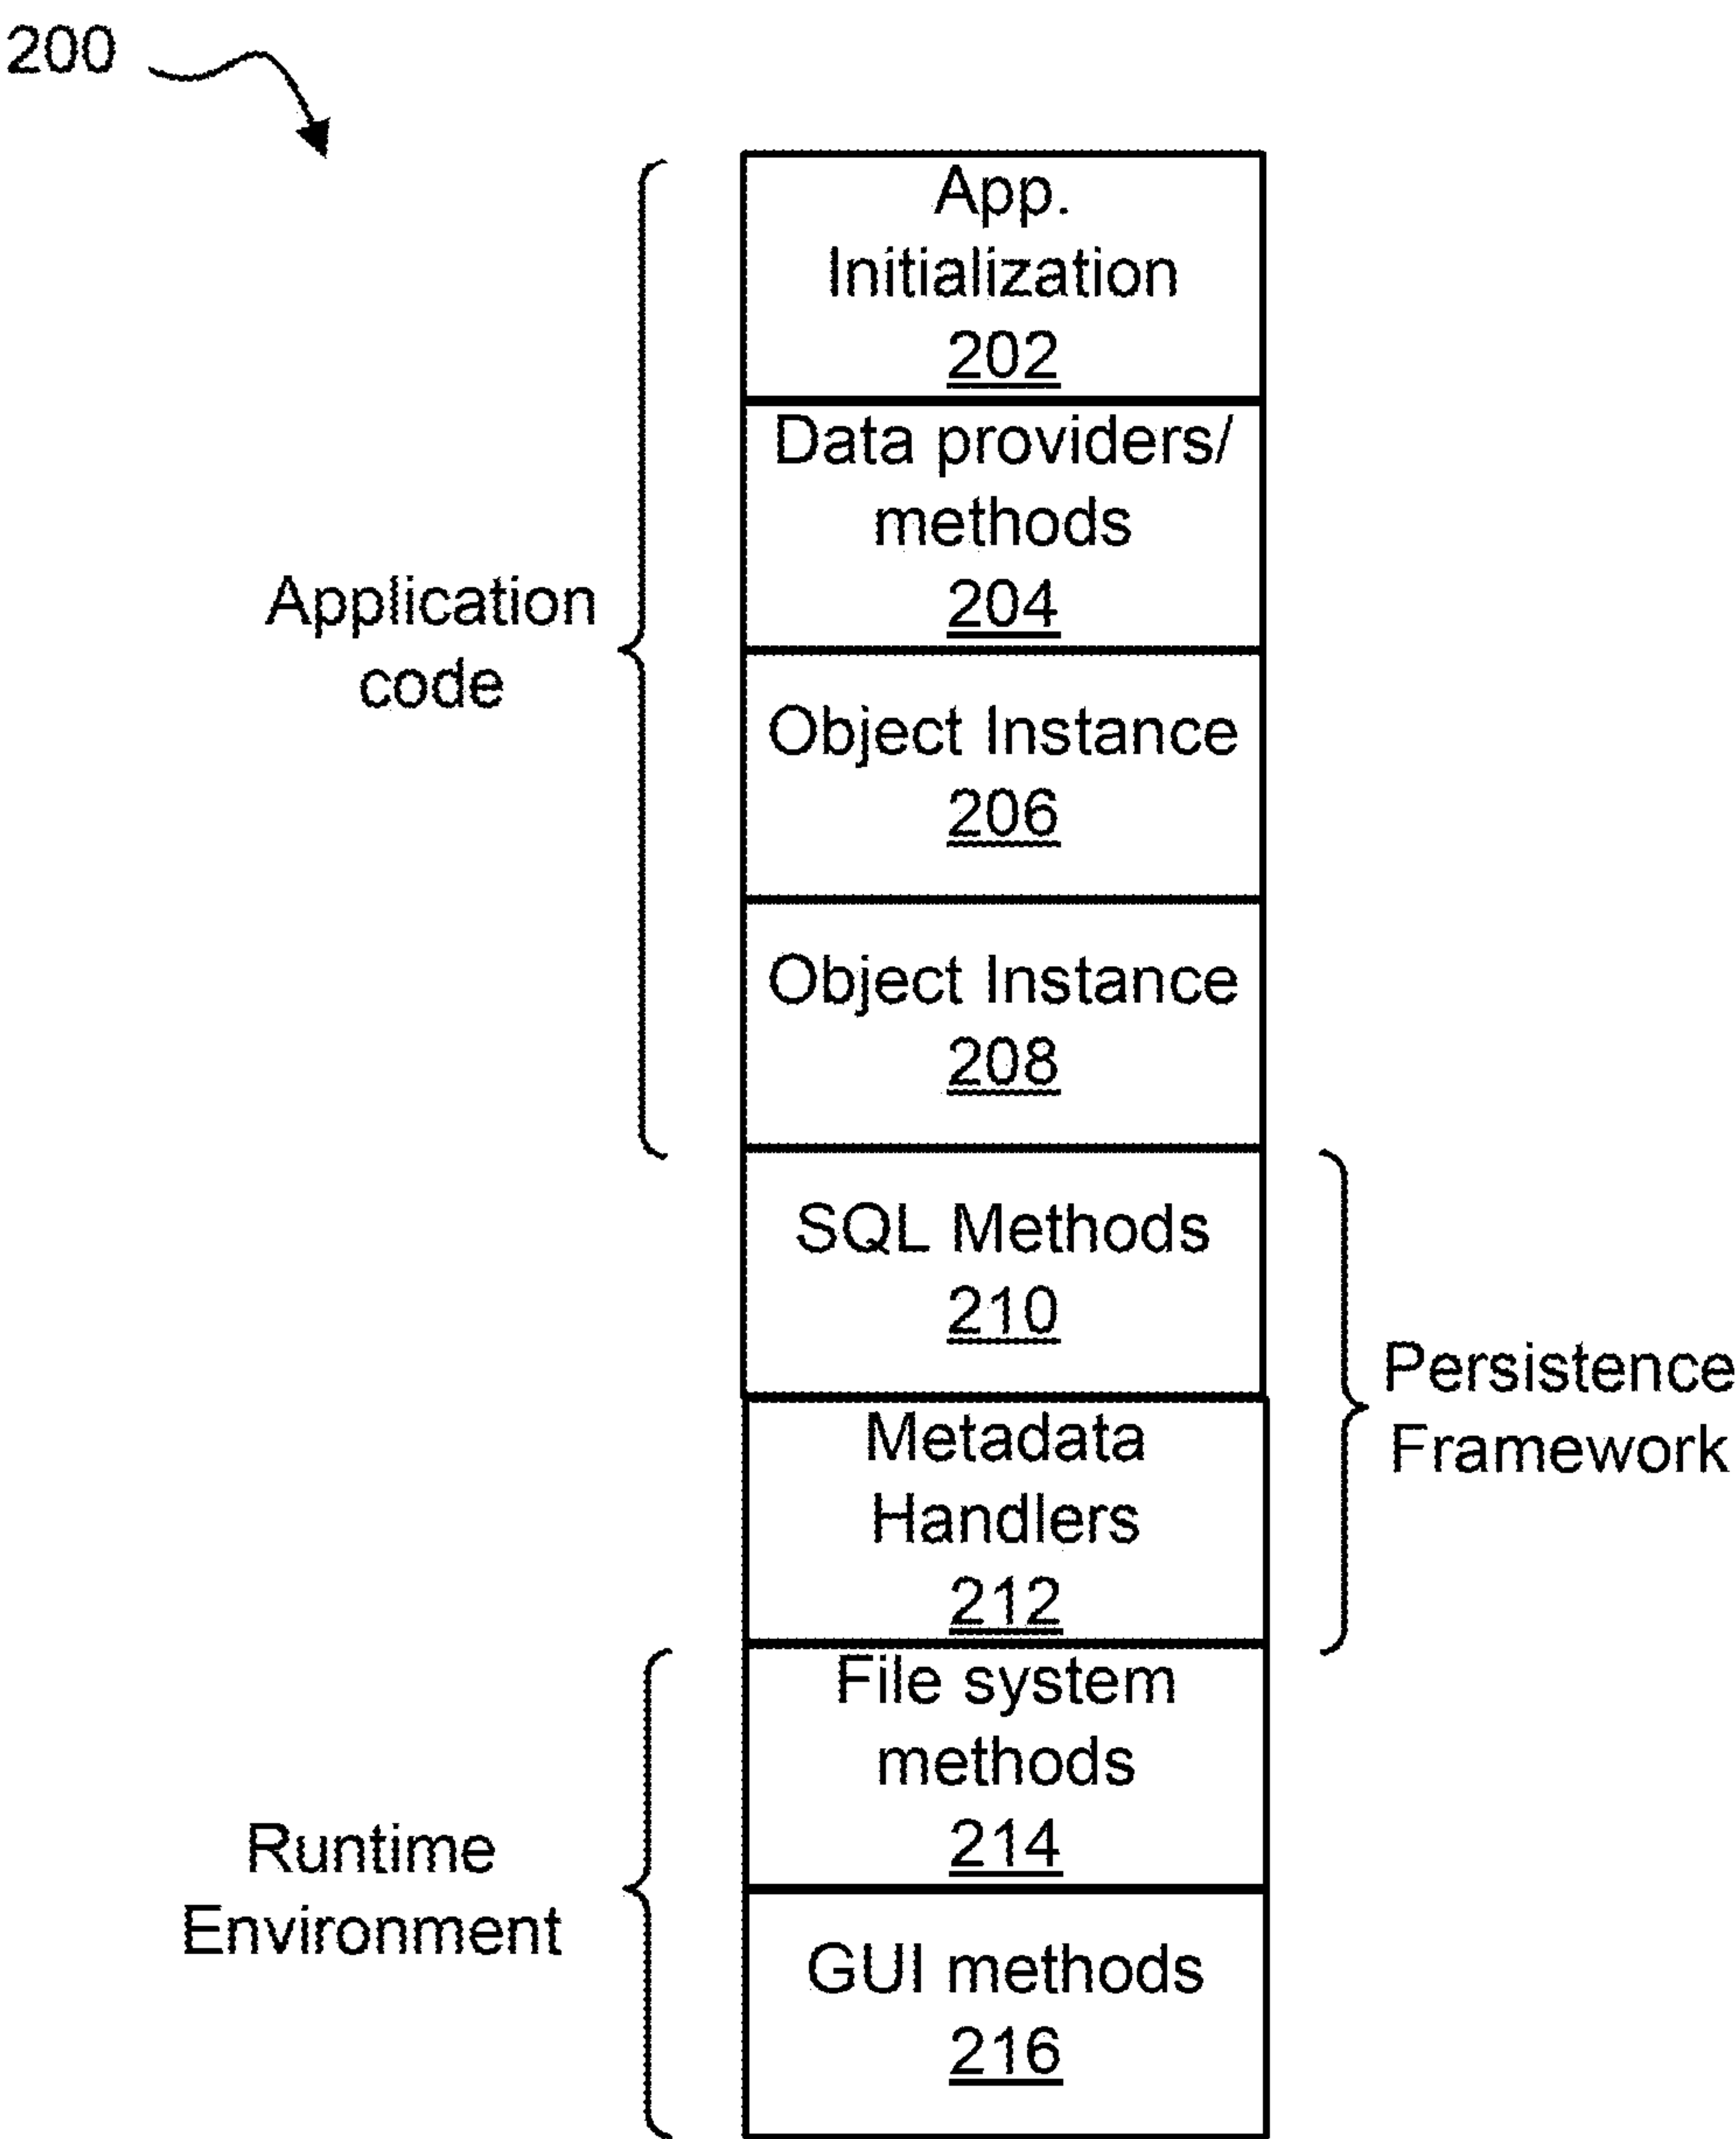 200
App.
Initialization
202
Data providers/
methods
204
Application
code
Object Instance
206
Object Instance
208
SQL Methods
210
Persistence
Framework
Metadata
Handlers
212
File system
methods
214
Runtime
Environment
GUI methods
216